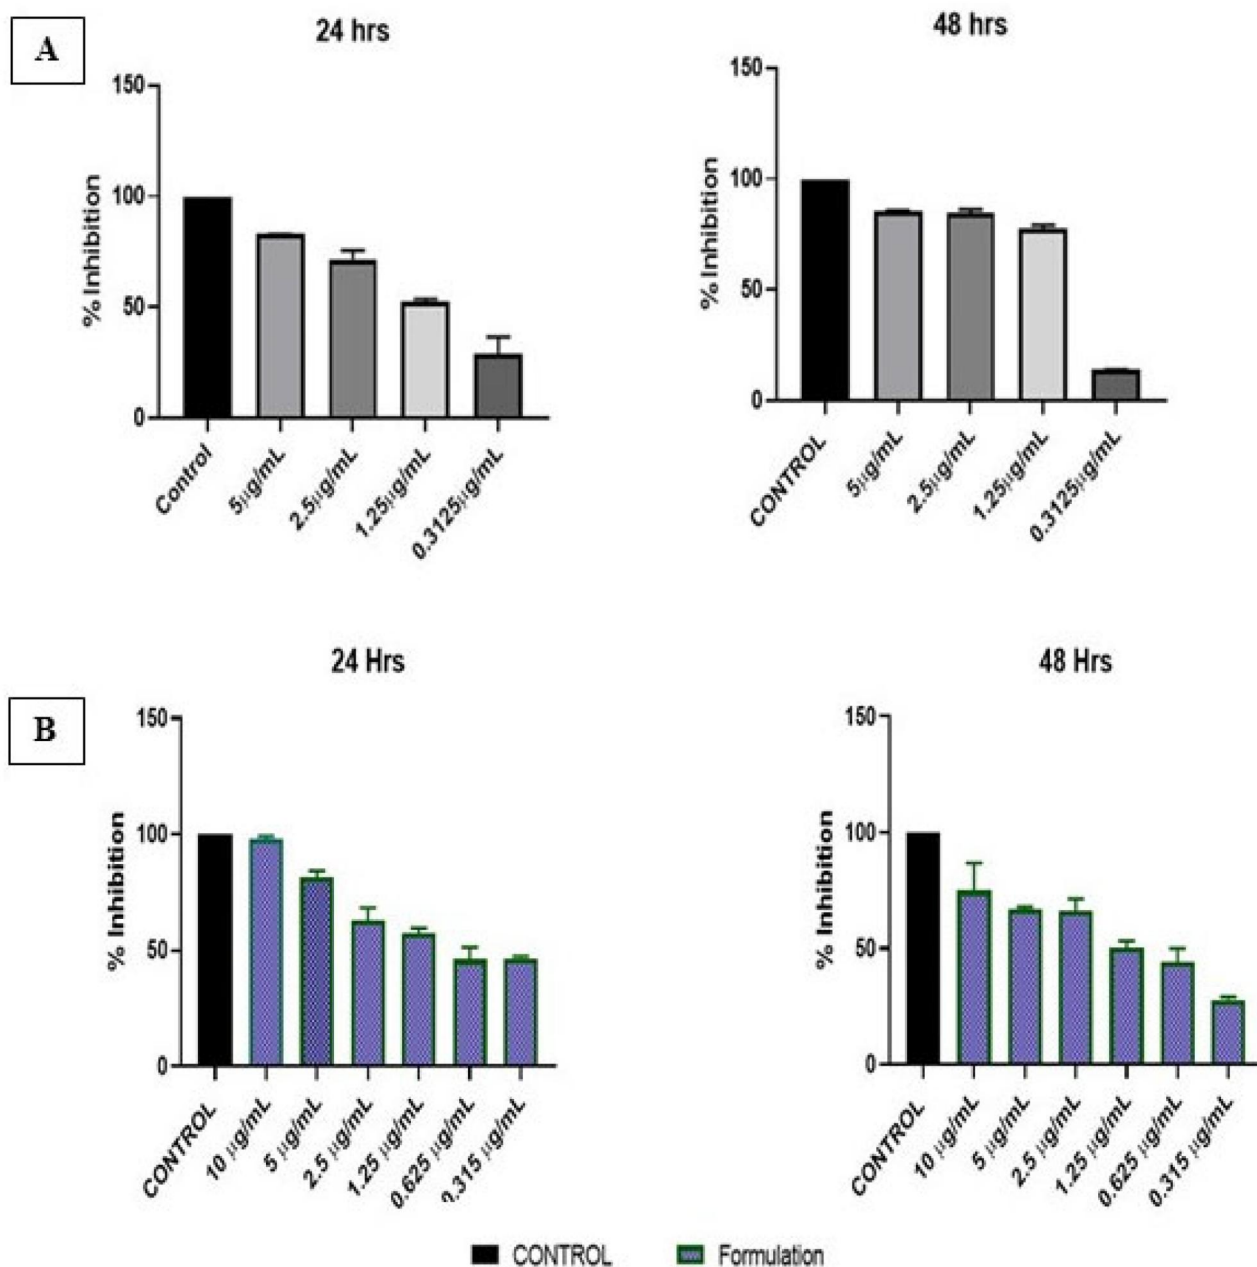 A
24 hrs
150
100
50
0
% Inhibition
Control
5µg/mL
2.5µg/mL
1.25µg/mL
0.3125µg/mL
48 hrs
150
100
50
0
% Inhibition
CONTROL
5µg/mL
2.5µg/mL
1.25µg/mL
0.3125µg/mL
B
24 Hrs
150
100
50
0
% Inhibition
CONTROL
10 µg/mL
5 µg/mL
2.5 µg/mL
1.25 µg/mL
0.625 µg/mL
0.315 µg/mL
48 Hrs
150
100
50
0
% Inhibition
CONTROL
10 µg/mL
5 µg/mL
2.5 µg/mL
1.25 µg/mL
0.625 µg/mL
0.315 µg/mL
CONTROL
Formulation